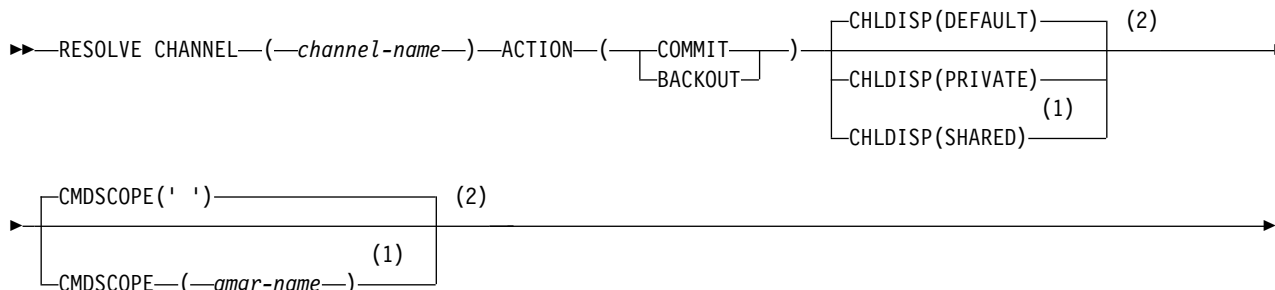 CHLDISP(DEFAULT) (2)
RESOLVE CHANNEL ( channel-name ) ACTION ( COMMIT )
BACKOUT
CHLDISP(PRIVATE)
(1)
CHLDISP(SHARED)
CMDSCOPE(' ') (2)
(1)
CMDSCOPE ( qmgr-name )